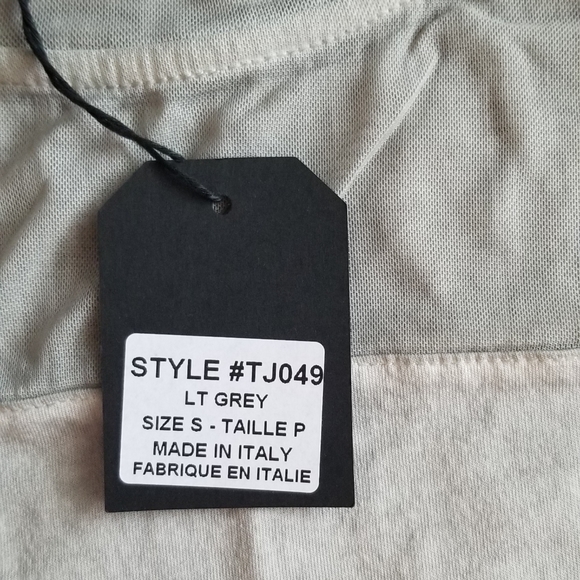 STYLE #TJ049
LT GREY
SIZE S - TAILLE P
MADE IN ITALY
FABRIQUE EN ITALIE